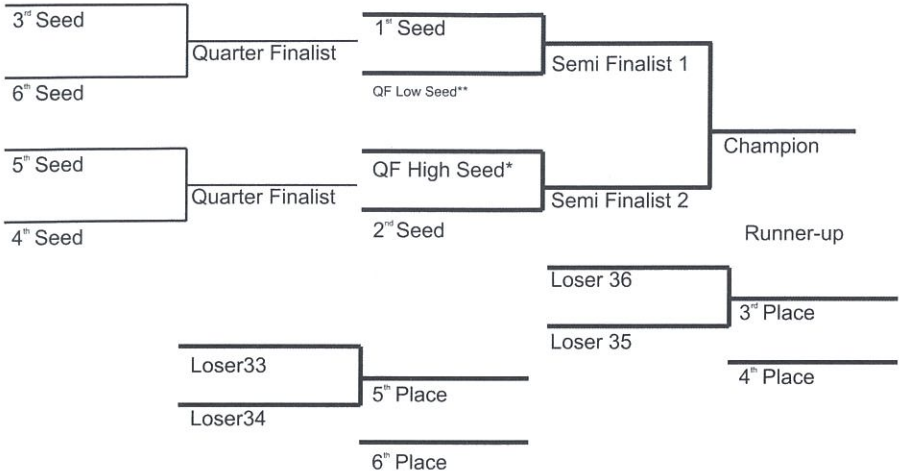 3rd Seed
Quarter Finalist
6th Seed
5th Seed
Quarter Finalist
4th Seed
1st Seed
QF Low Seed**
Semi Finalist 1
QF High Seed*
2nd Seed
Semi Finalist 2
Champion
Runner-up
Loser 36
Loser 35
3rd Place
4th Place
Loser33
Loser34
5th Place
6th Place